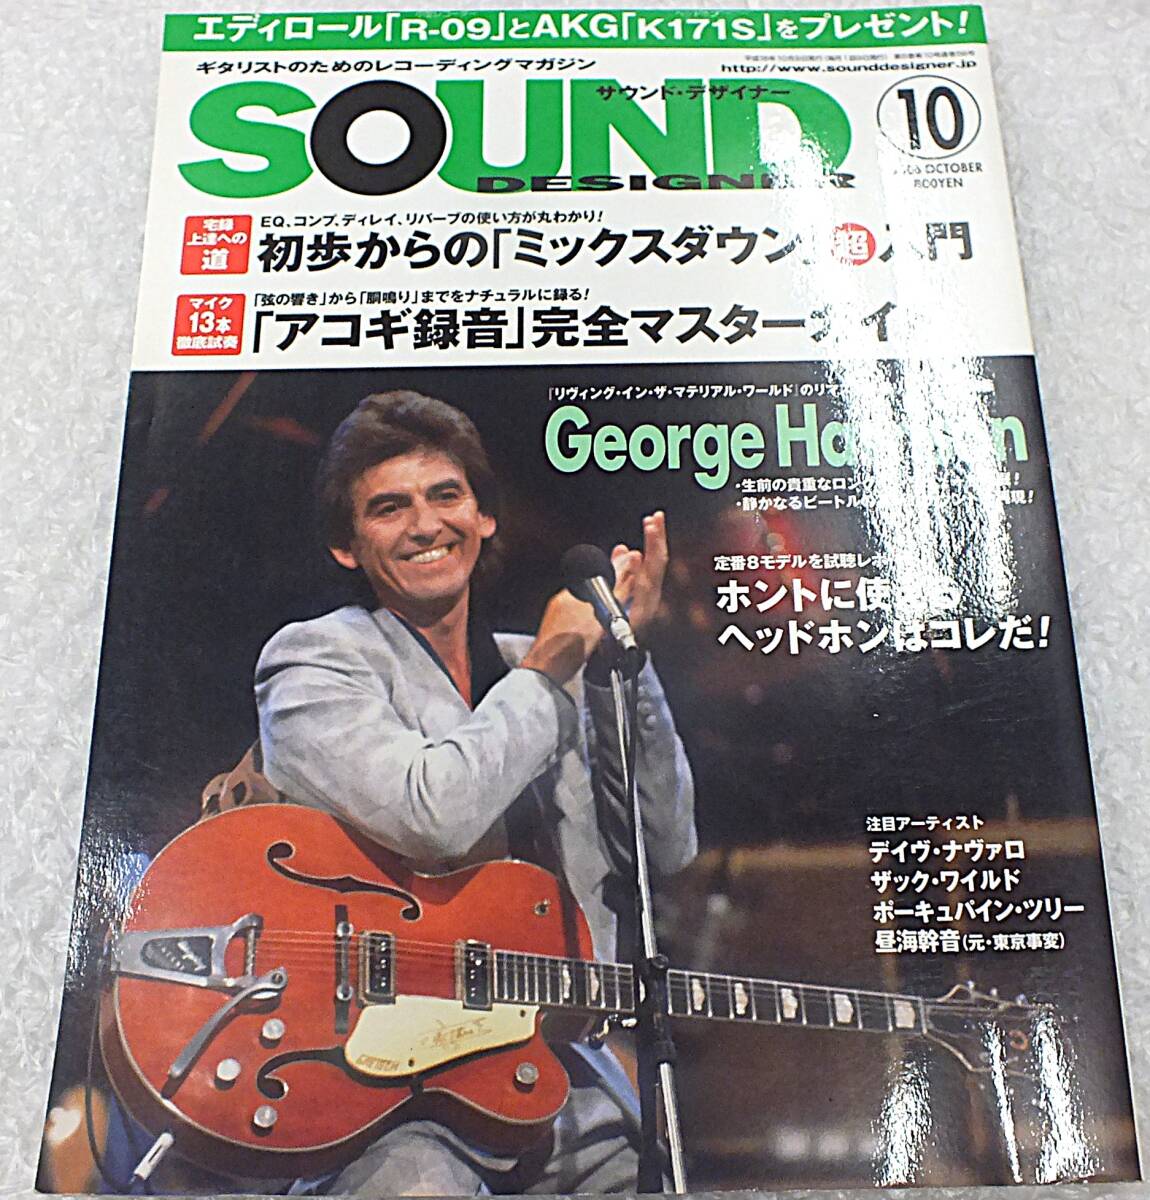 エディロール「R-09」とAKG「K171S」をプレゼント!
ギタリストのためのレコーディングマガジン
http://www.sounddesigner.jp
サウンド・デザイナー
SOUND
DESIGNER
10
OCTOBER
800YEN
宅録
上達への
道
EQ、コンプ、ディレイ、リバーブの使い方が丸わかり!
初歩からの「ミックスダウン」超入門
マイク
13本
徹底試奏
「弦の響き」から「胴鳴り」までをナチュラルに録る!
「アコギ録音」完全マスター
『リヴィング・イン・ザ・マテリアル・ワールド』のリマ
George Ha n
・生前の貴重なロン
・静かなるビートル 再現!
定番8モデルを試聴レポ
ホントに使える
ヘッドホンはコレだ!
注目アーティスト
デイヴ・ナヴァロ
ザック・ワイルド
ポーキュパイン・ツリー
昼海幹音(元・東京事変)
GRETSCH